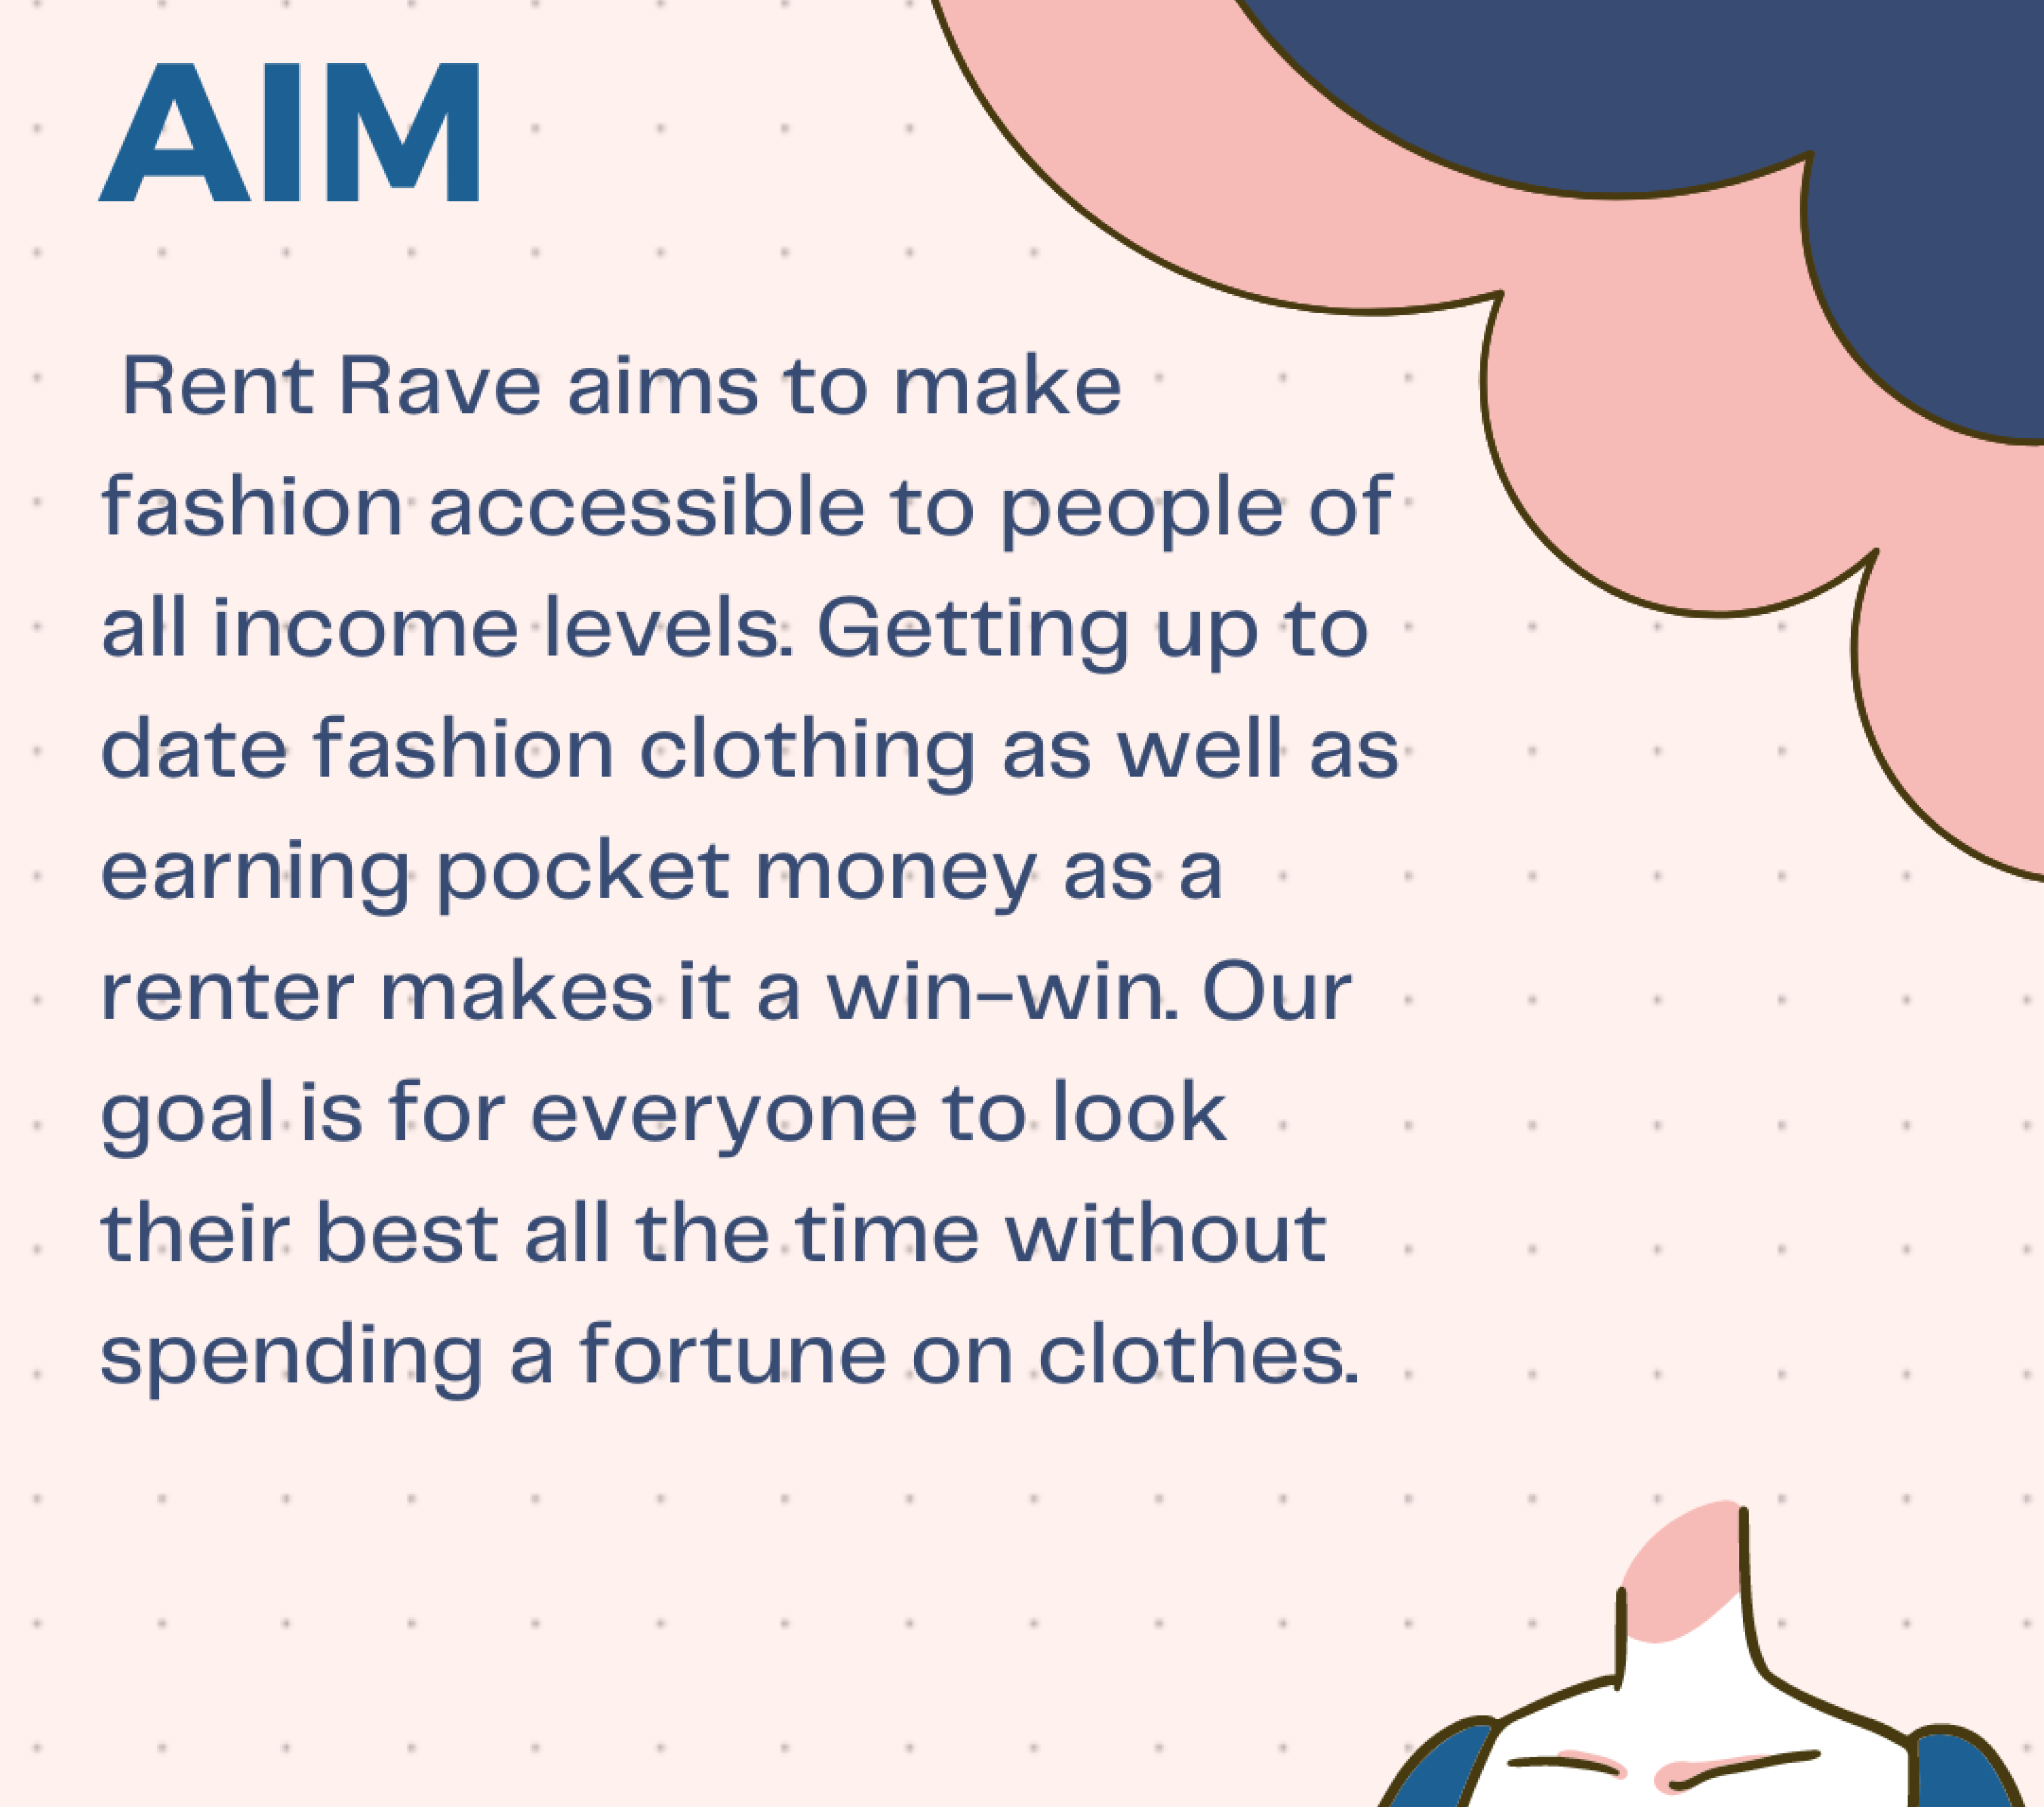 AIM
Rent Rave aims to make
fashion accessible to people of
all income levels. Getting up to
date fashion clothing as well as
earning pocket money as a
renter makes it a win-win. Our
goal is for everyone to look
their best all the time without
spending a fortune on clothes.